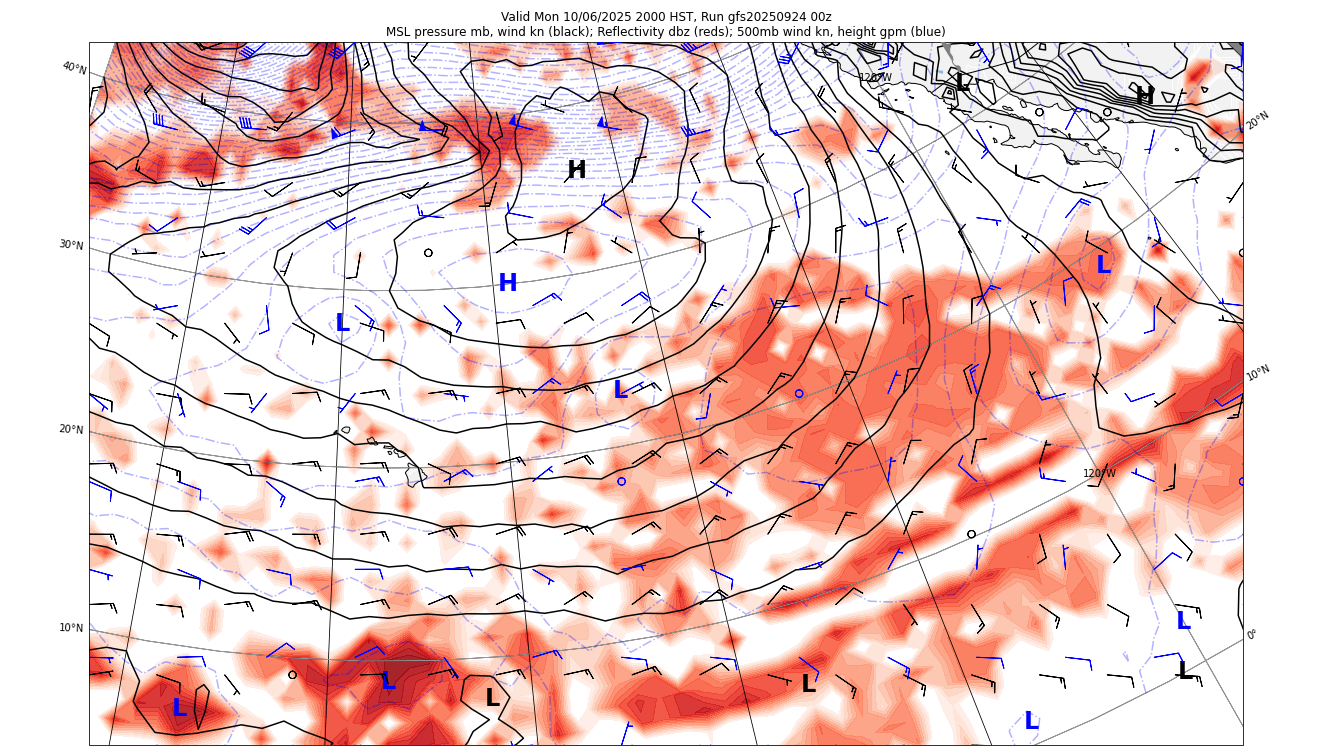 Valid Mon 10/06/2025 2000 HST, Run gfs20250924 00z
MSL pressure mb, wind kn (black); Reflectivity dbz (reds); 500mb wind kn, height gpm (blue)
40°N
120°W
L
H
20°N
H
30°N
L
H
L
10°N
L
20°N
120°W
10°N
L
0°
L
L
L
L
L
L
L